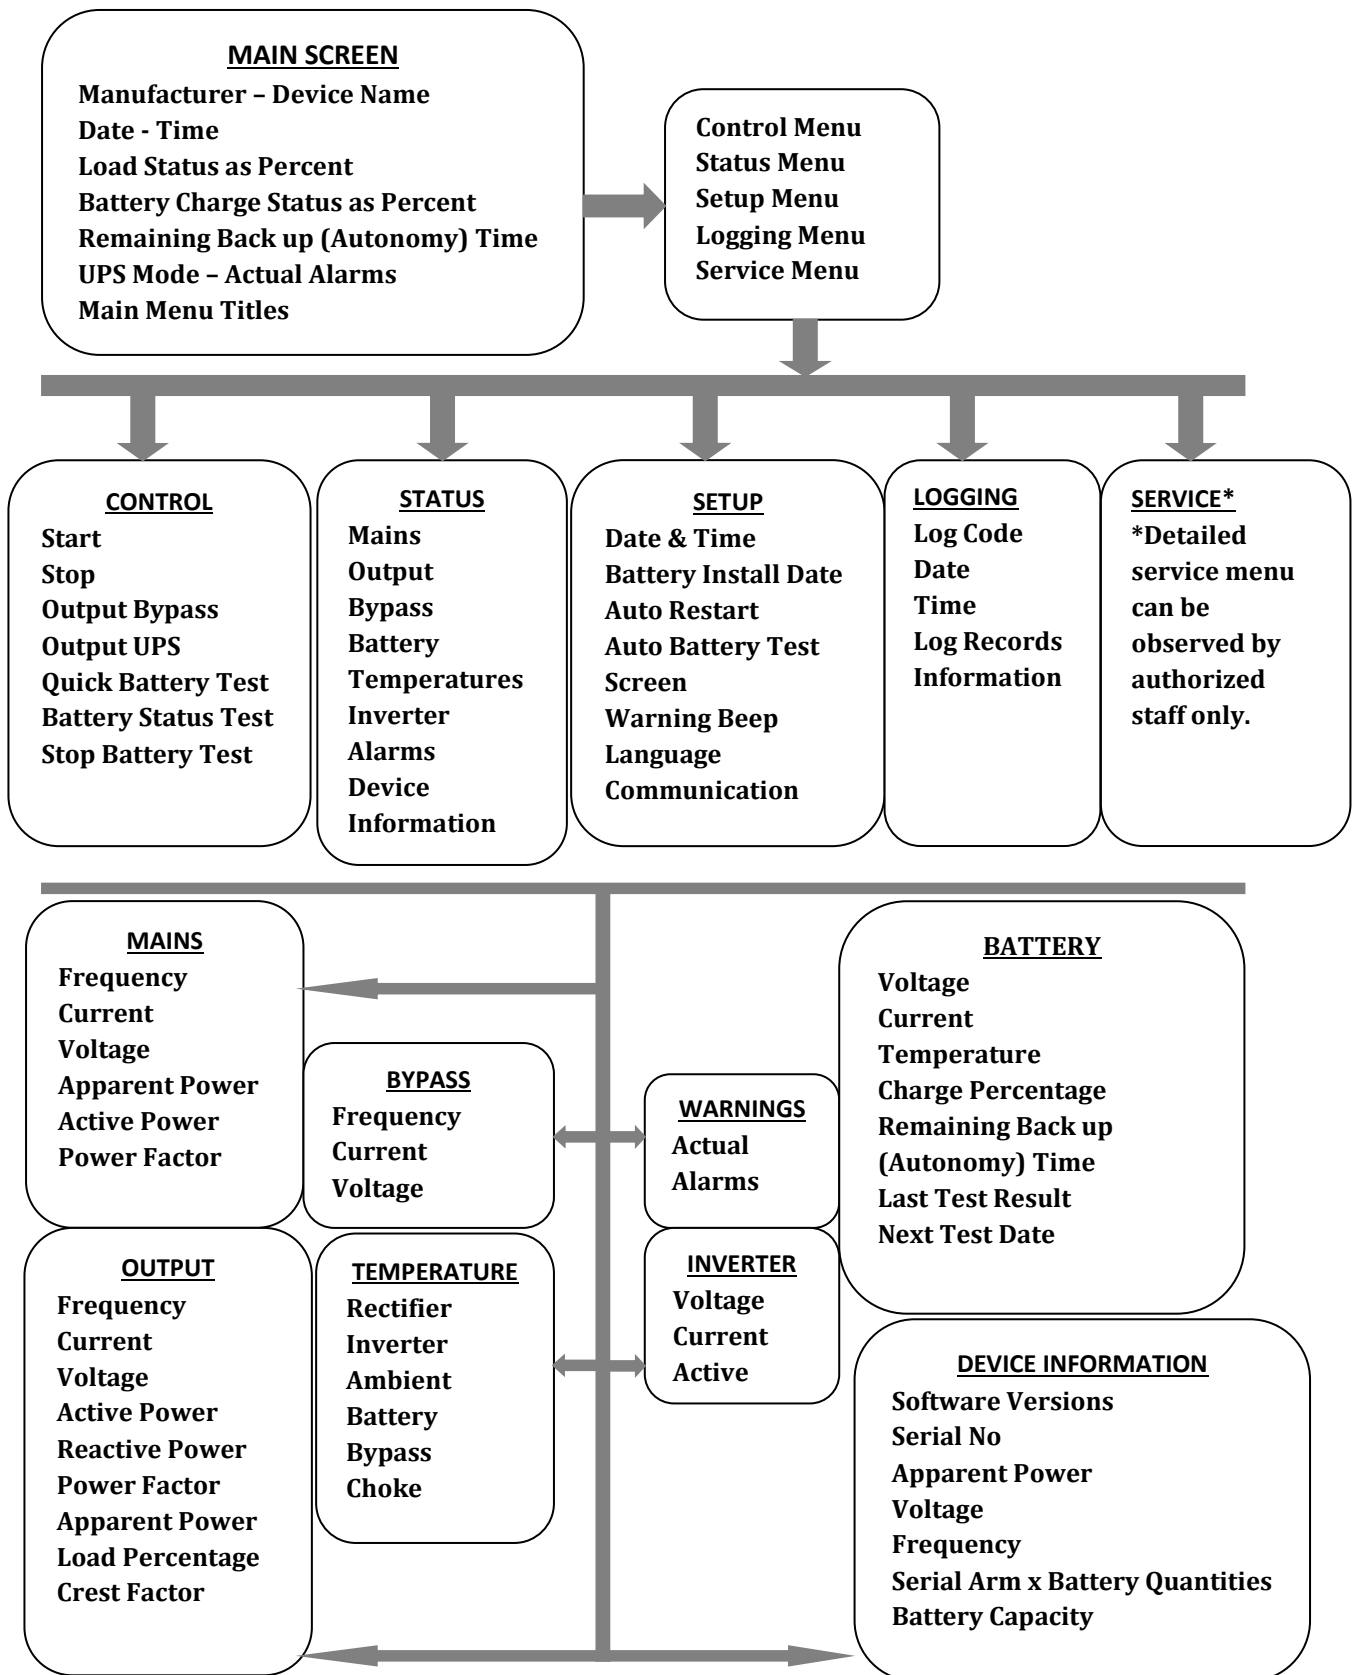 MAIN SCREEN
Manufacturer – Device Name
Date - Time
Load Status as Percent
Battery Charge Status as Percent
Remaining Back up (Autonomy) Time
UPS Mode – Actual Alarms
Main Menu Titles
Control Menu
Status Menu
Setup Menu
Logging Menu
Service Menu
CONTROL
Start
Stop
Output Bypass
Output UPS
Quick Battery Test
Battery Status Test
Stop Battery Test
STATUS
Mains
Output
Bypass
Battery
Temperatures
Inverter
Alarms
Device
Information
SETUP
Date & Time
Battery Install Date
Auto Restart
Auto Battery Test
Screen
Warning Beep
Language
Communication
LOGGING
Log Code
Date
Time
Log Records
Information
SERVICE*
*Detailed
service menu
can be
observed by
authorized
staff only.
MAINS
Frequency
Current
Voltage
Apparent Power
Active Power
Power Factor
BYPASS
Frequency
Current
Voltage
WARNINGS
Actual
Alarms
BATTERY
Voltage
Current
Temperature
Charge Percentage
Remaining Back up
(Autonomy) Time
Last Test Result
Next Test Date
OUTPUT
Frequency
Current
Voltage
Active Power
Reactive Power
Power Factor
Apparent Power
Load Percentage
Crest Factor
TEMPERATURE
Rectifier
Inverter
Ambient
Battery
Bypass
Choke
INVERTER
Voltage
Current
Active
DEVICE INFORMATION
Software Versions
Serial No
Apparent Power
Voltage
Frequency
Serial Arm x Battery Quantities
Battery Capacity